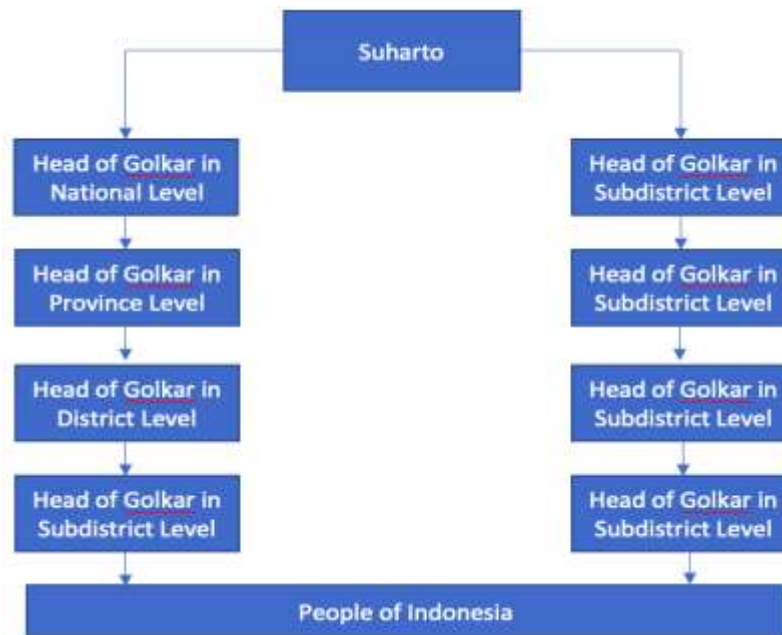 Suharto
Head of Golkar in
National Level
Head of Golkar in
Province Level
Head of Golkar in
District Level
Head of Golkar in
Subdistrict Level
Head of Golkar in
Subdistrict Level
Head of Golkar in
Subdistrict Level
Head of Golkar in
Subdistrict Level
Head of Golkar in
Subdistrict Level
People of Indonesia